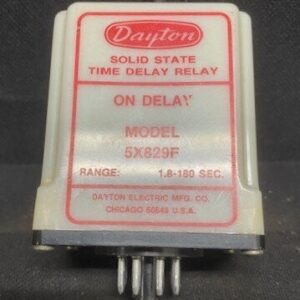 Dayton
SOLID STATE
TIME DELAY RELAY
ON DELAY
MODEL
5X829F
RANGE: 1.8-180 SEC.
DAYTON ELECTRIC MFG. CO.
CHICAGO 60648 U.S.A.